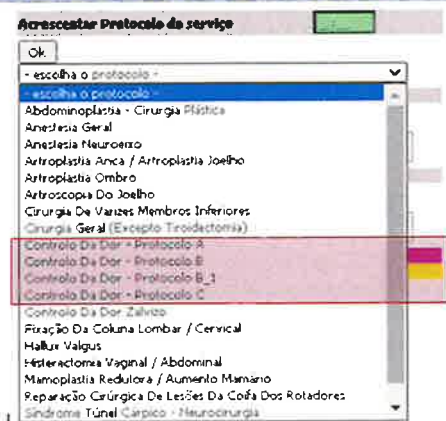 Acrescentar Protocolo do serviço
Ok
- escolha o protocolo -
- escolha o protocolo -
Abdominoplastia - Cirurgia Plástica
Anestesia Geral
Anestesia Neuroeixo
Artroplastia Anca / Artroplastia Joelho
Artroplastia Ombro
Artroscopia Do Joelho
Cirurgia De Varizes Membros Inferiores
Cirurgia Geral (Excepto Tiroidectomia)
Controlo Da Dor - Protocolo A
Controlo Da Dor - Protocolo B
Controlo Da Dor - Protocolo B_1
Controlo Da Dor - Protocolo C
Controlo Da Dor Zalviso
Fixação Da Coluna Lombar / Cervical
Hallux Valgus
Histerectomia Vaginal / Abdominal
Mamoplastia Redutora / Aumento Mamário
Reparação Cirúrgica De Lesões Da Coifa Dos Rotadores
Síndrome Túnel Cárpico - Neurocirurgia